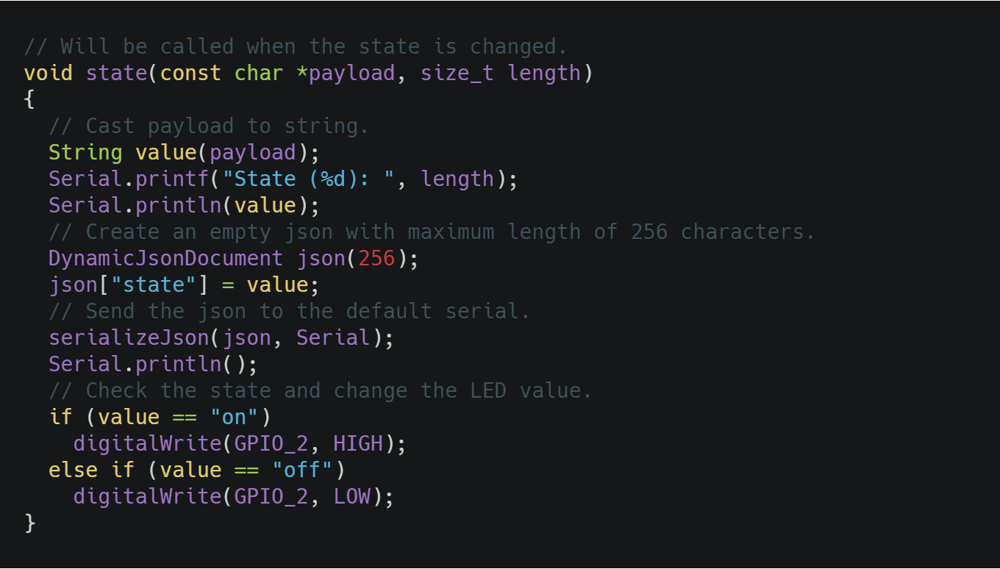 // Will be called when the state is changed.
void state(const char *payload, size_t length)
{
  // Cast payload to string.
  String value(payload);
  Serial.printf("State (%d): ", length);
  Serial.println(value);
  // Create an empty json with maximum length of 256 characters.
  DynamicJsonDocument json(256);
  json["state"] = value;
  // Send the json to the default serial.
  serializeJson(json, Serial);
  Serial.println();
  // Check the state and change the LED value.
  if (value == "on")
    digitalWrite(GPIO_2, HIGH);
  else if (value == "off")
    digitalWrite(GPIO_2, LOW);
}